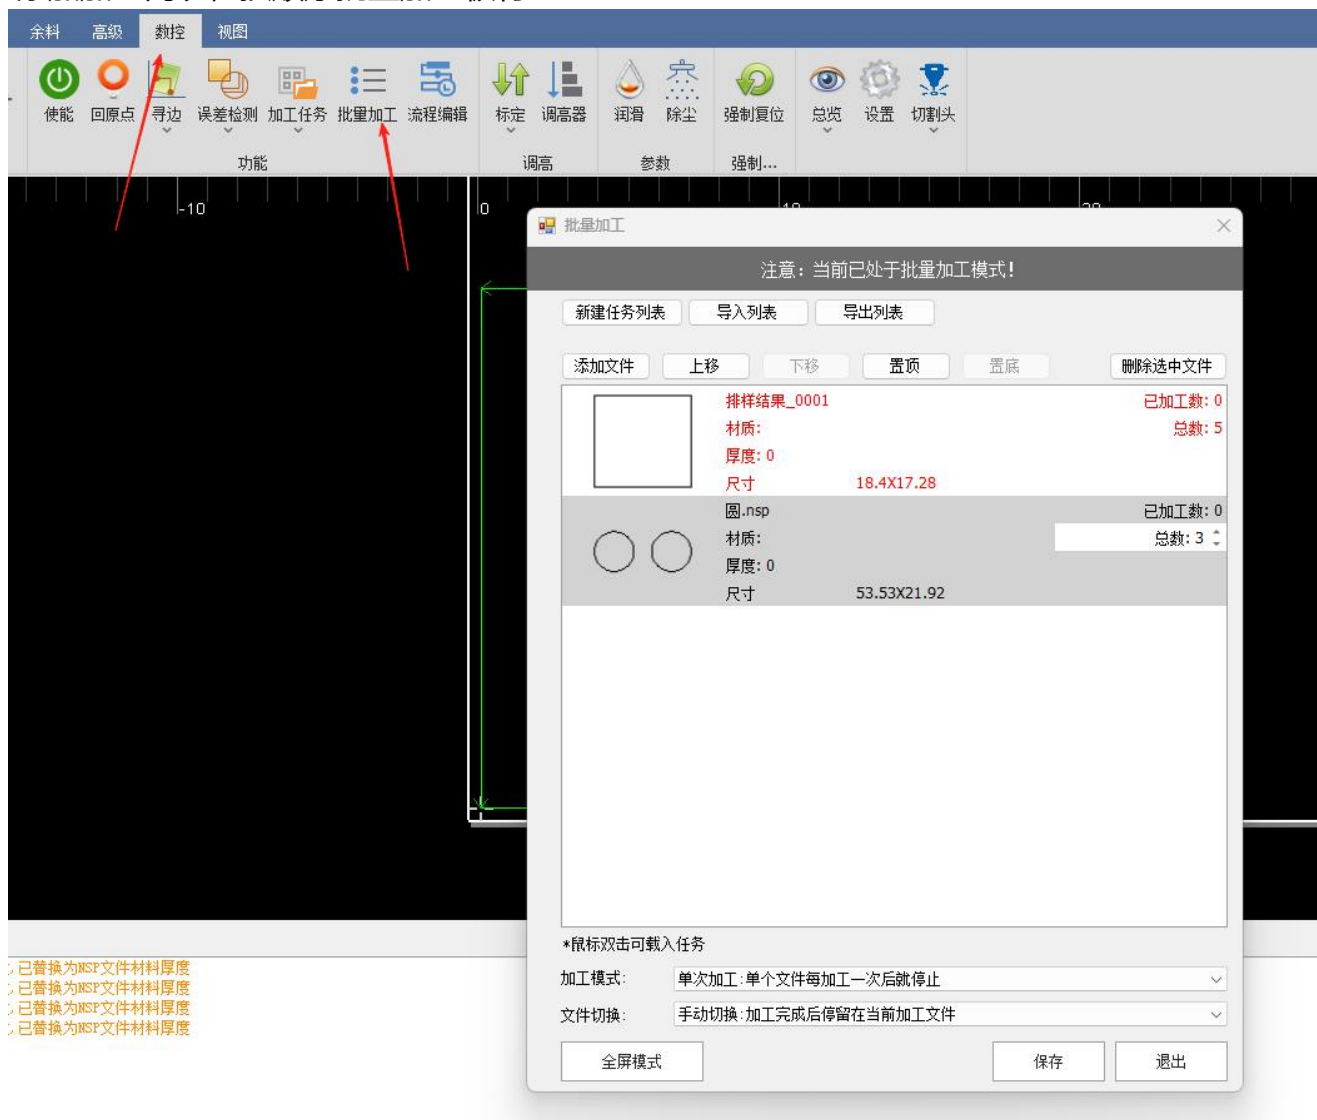 余料 高级 数控 视图
使能 回原点 寻边 误差检测 加工任务 批量加工 流程编辑 标定 调高器 润滑 除尘 强制复位 总览 设置 切割头
功能 调高 参数 强制...
-10 0
批量加工
注意：当前已处于批量加工模式！
新建任务列表 导入列表 导出列表
添加文件 上移 下移 置顶 置底 删除选中文件
排样结果_0001 已加工数: 0
材质: 总数: 5
厚度: 0
尺寸 18.4X17.28
圆.nsp 已加工数: 0
材质: 总数: 3
厚度: 0
尺寸 53.53X21.92
*鼠标双击可载入任务
已替换为NSP文件材料厚度
已替换为NSP文件材料厚度
已替换为NSP文件材料厚度
已替换为NSP文件材料厚度
加工模式: 单次加工:单个文件每加工一次后就停止
文件切换: 手动切换:加工完成后停留在当前加工文件
全屏模式 保存 退出